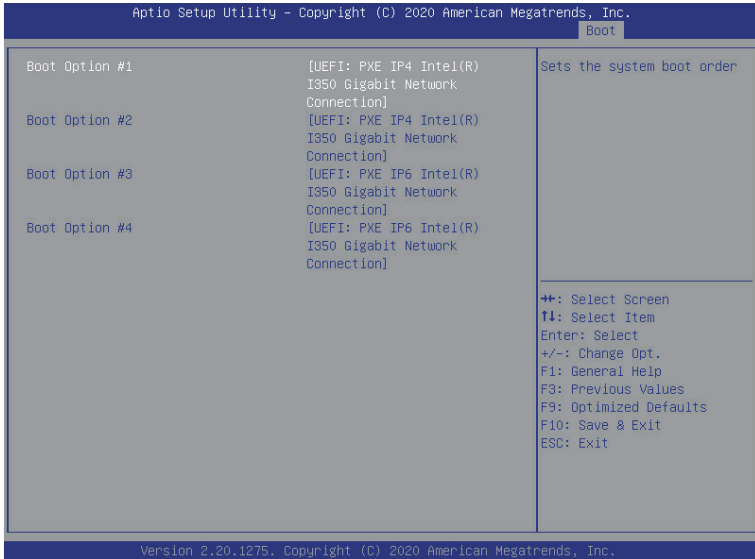 Aptio Setup Utility – Copyright (C) 2020 American Megatrends, Inc.
Boot
Boot Option #1 [UEFI: PXE IP4 Intel(R)
I350 Gigabit Network
Connection]
Boot Option #2 [UEFI: PXE IP4 Intel(R)
I350 Gigabit Network
Connection]
Boot Option #3 [UEFI: PXE IP6 Intel(R)
I350 Gigabit Network
Connection]
Boot Option #4 [UEFI: PXE IP6 Intel(R)
I350 Gigabit Network
Connection]
Sets the system boot order
→←: Select Screen
↑↓: Select Item
Enter: Select
+/-: Change Opt.
F1: General Help
F3: Previous Values
F9: Optimized Defaults
F10: Save & Exit
ESC: Exit
Version 2.20.1275. Copyright (C) 2020 American Megatrends, Inc.